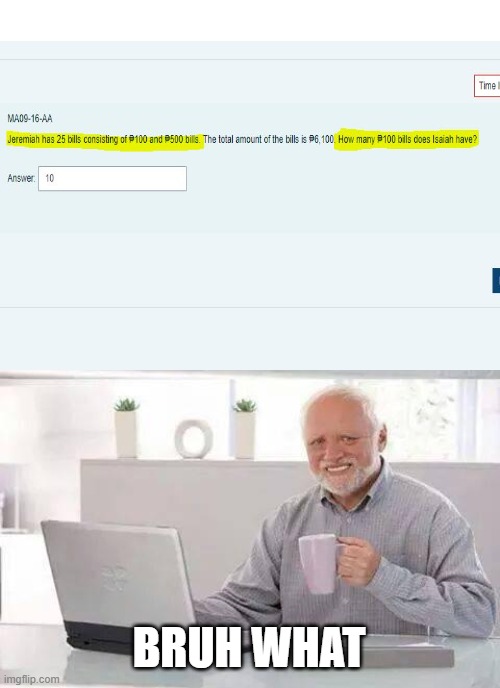 Time l
MA09-16-AA
Jeremiah has 25 bills consisting of ₱100 and ₱500 bills. The total amount of the bills is ₱6,100. How many ₱100 bills does Isaiah have?
Answer: 10
BRUH WHAT
imgflip.com